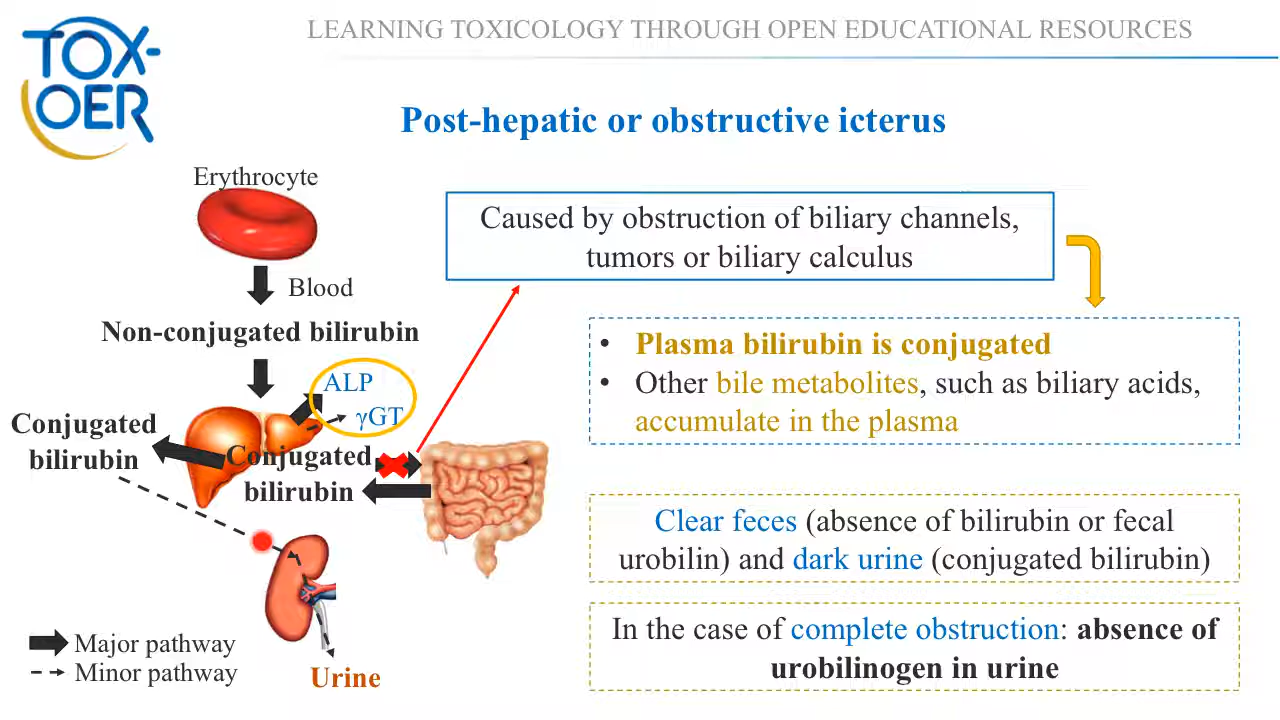 LEARNING TOXICOLOGY THROUGH OPEN EDUCATIONAL RESOURCES
TOX-
OER
Post-hepatic or obstructive icterus
Erythrocyte
Blood
Non-conjugated bilirubin
ALP
γGT
Conjugated
bilirubin
Conjugated
bilirubin
Urine
Major pathway
Minor pathway
Caused by obstruction of biliary channels,
tumors or biliary calculus
• Plasma bilirubin is conjugated
• Other bile metabolites, such as biliary acids,
accumulate in the plasma
Clear feces (absence of bilirubin or fecal
urobilin) and dark urine (conjugated bilirubin)
In the case of complete obstruction: absence of
urobilinogen in urine